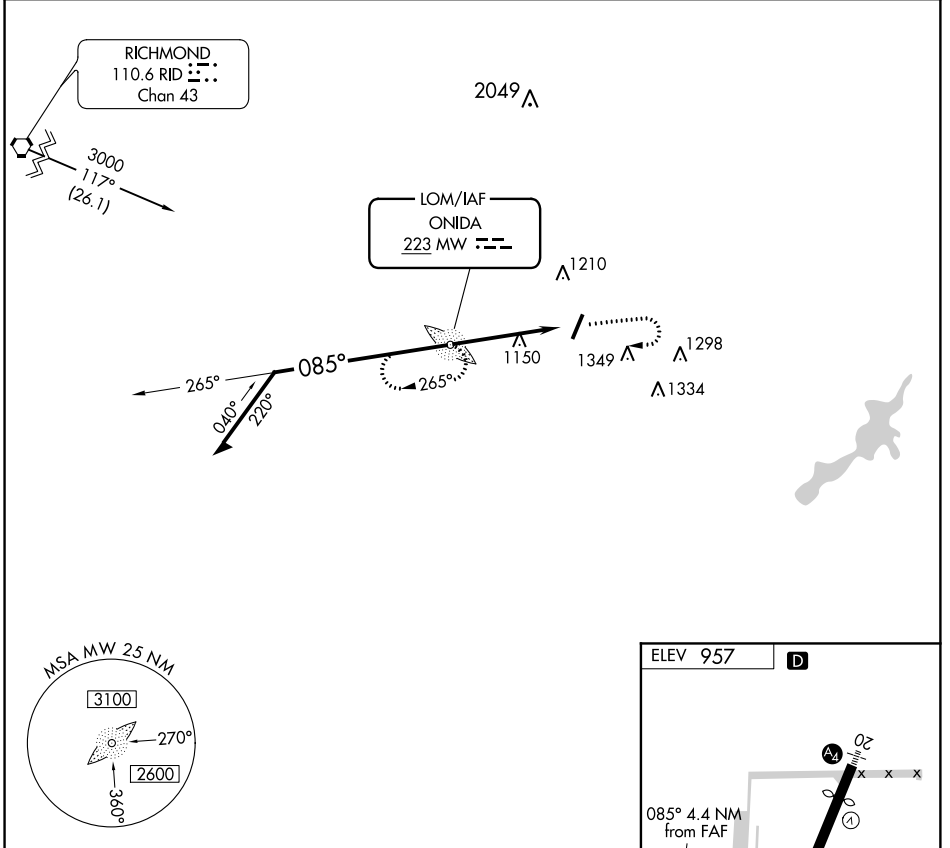 RICHMOND
110.6 RID
Chan 43
2049
3000
117°
(26.1)
LOM/IAF
ONIDA
223 MW
1210
1150
1349
1298
1334
085°
265°
265°
040°
220°
MSA MW 25 NM
3100
270°
2600
360°
ELEV 957
D
A4
20
x x x
V
085° 4.4 NM
from FAF